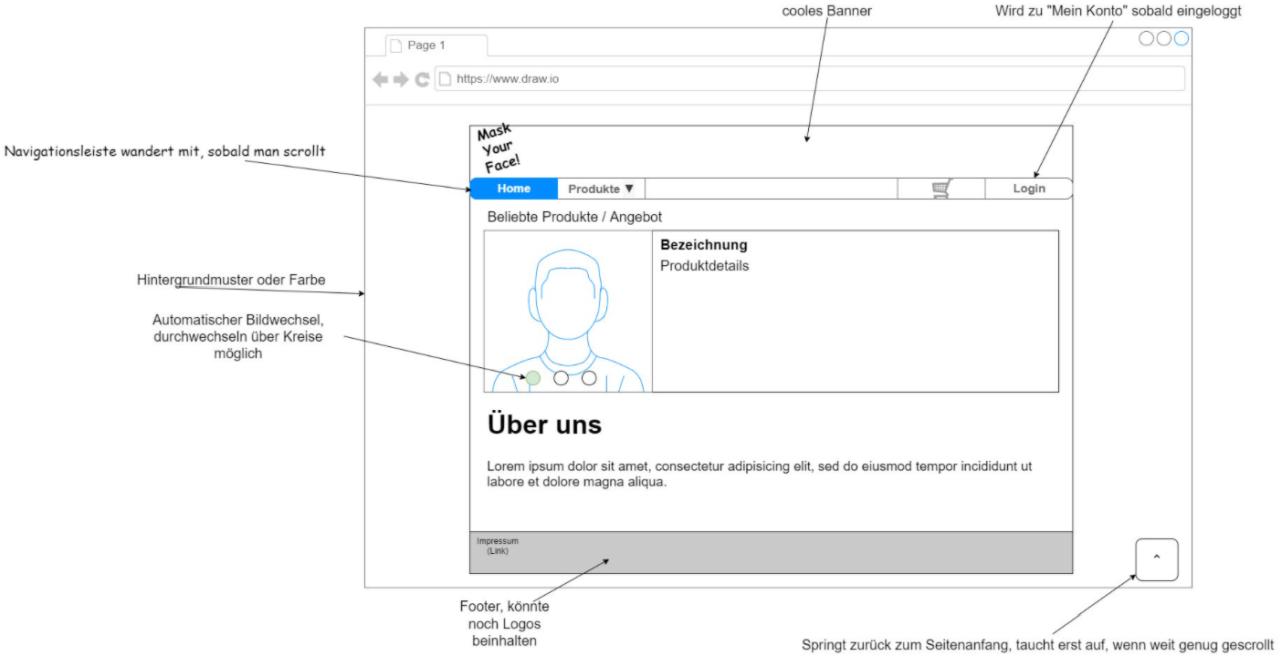 cooles Banner
Wird zu "Mein Konto" sobald eingeloggt
Page 1
https://www.draw.io
Mask
Your
Face!
Navigationsleiste wandert mit, sobald man scrollt
Home
Produkte ▼
Login
Beliebte Produkte / Angebot
Bezeichnung
Produktdetails
Hintergrundmuster oder Farbe
Automatischer Bildwechsel,
durchwechseln über Kreise
möglich
Über uns
Lorem ipsum dolor sit amet, consectetur adipisicing elit, sed do eiusmod tempor incididunt ut
labore et dolore magna aliqua.
Impressum
(Link)
^
Footer, könnte
noch Logos
beinhalten
Springt zurück zum Seitenanfang, taucht erst auf, wenn weit genug gescrollt